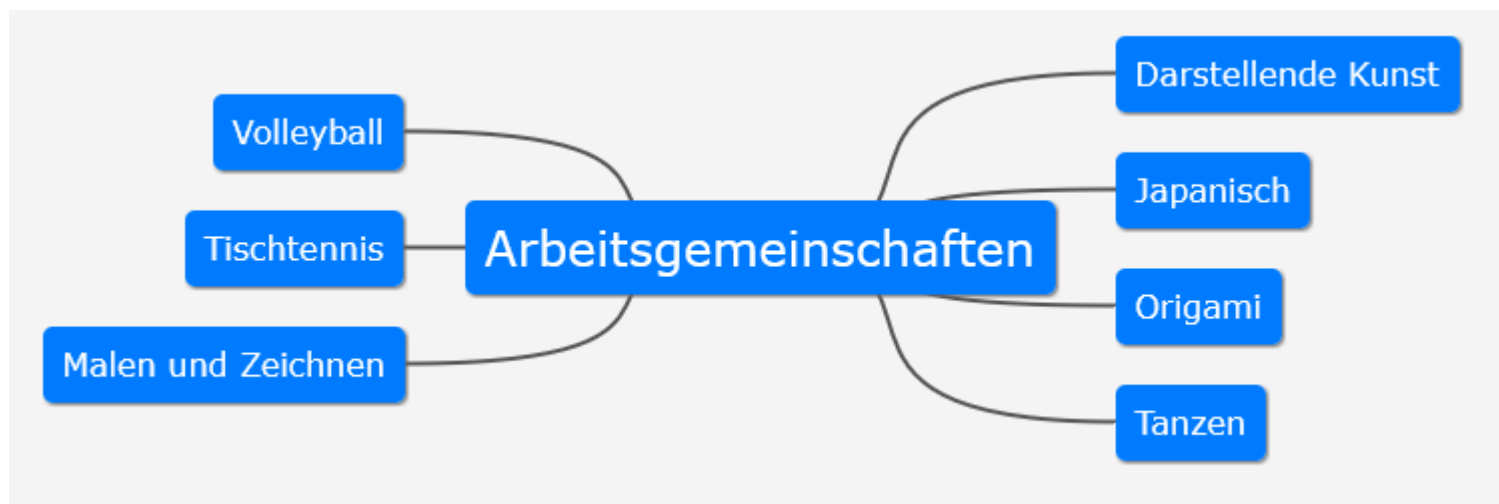 Arbeitsgemeinschaften
Volleyball
Tischtennis
Malen und Zeichnen
Darstellende Kunst
Japanisch
Origami
Tanzen